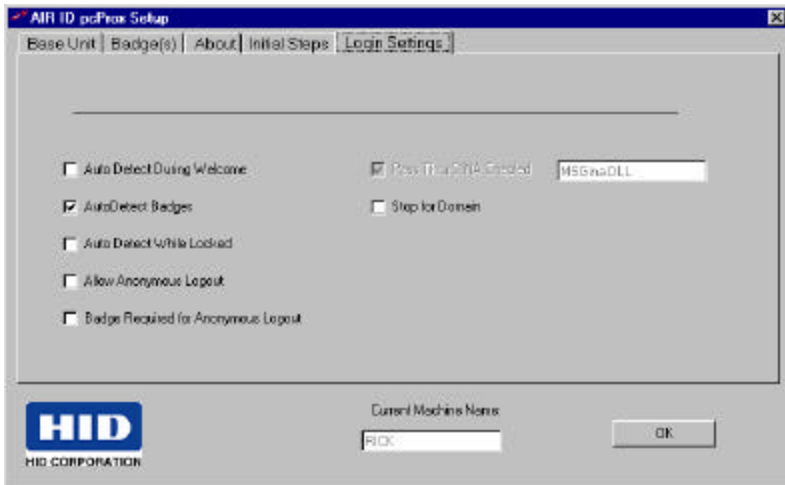 AIR ID pcProx Setup
Base Unit Badge(s) About Initial Steps Login Settings
Auto Detect During Welcome
Pass Thru GINA Created
MSGinaDLL
AutoDetect Badges
Stop for Domain
Auto Detect While Locked
Allow Anonymous Logout
Badge Required for Anonymous Logout
HID
HID CORPORATION
Current Machine Name:
RICK
OK